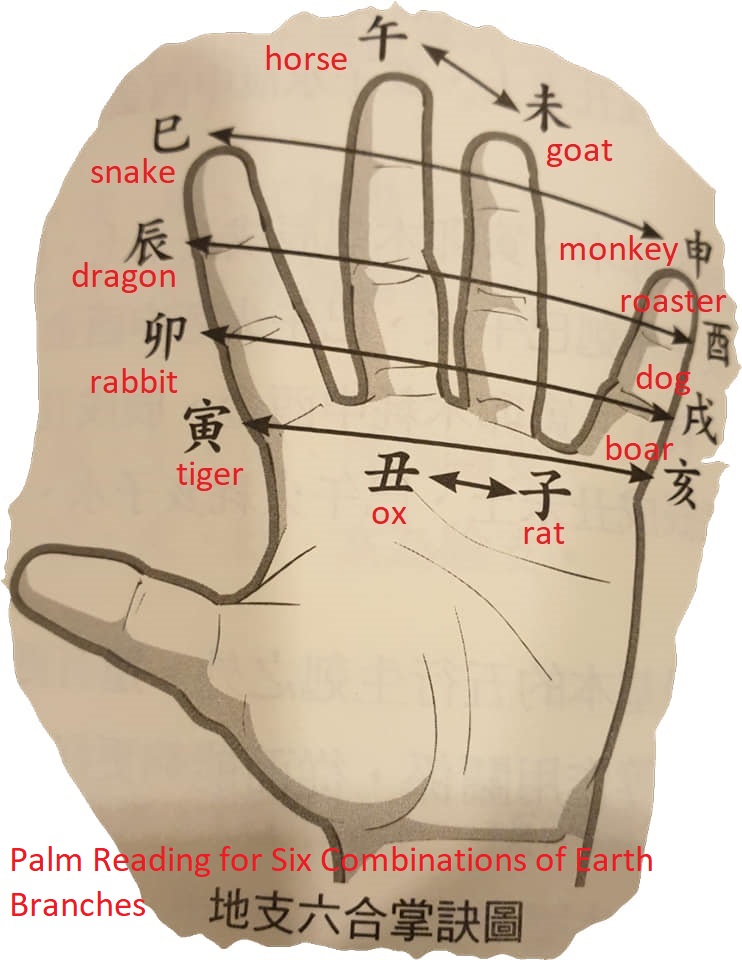 午
horse
未
goat
巳
snake
申
monkey
辰
dragon
酉
roaster
卯
rabbit
戌
dog
寅
tiger
亥
boar
丑
ox
子
rat
Palm Reading for Six Combinations of Earth
Branches
地支六合掌訣圖